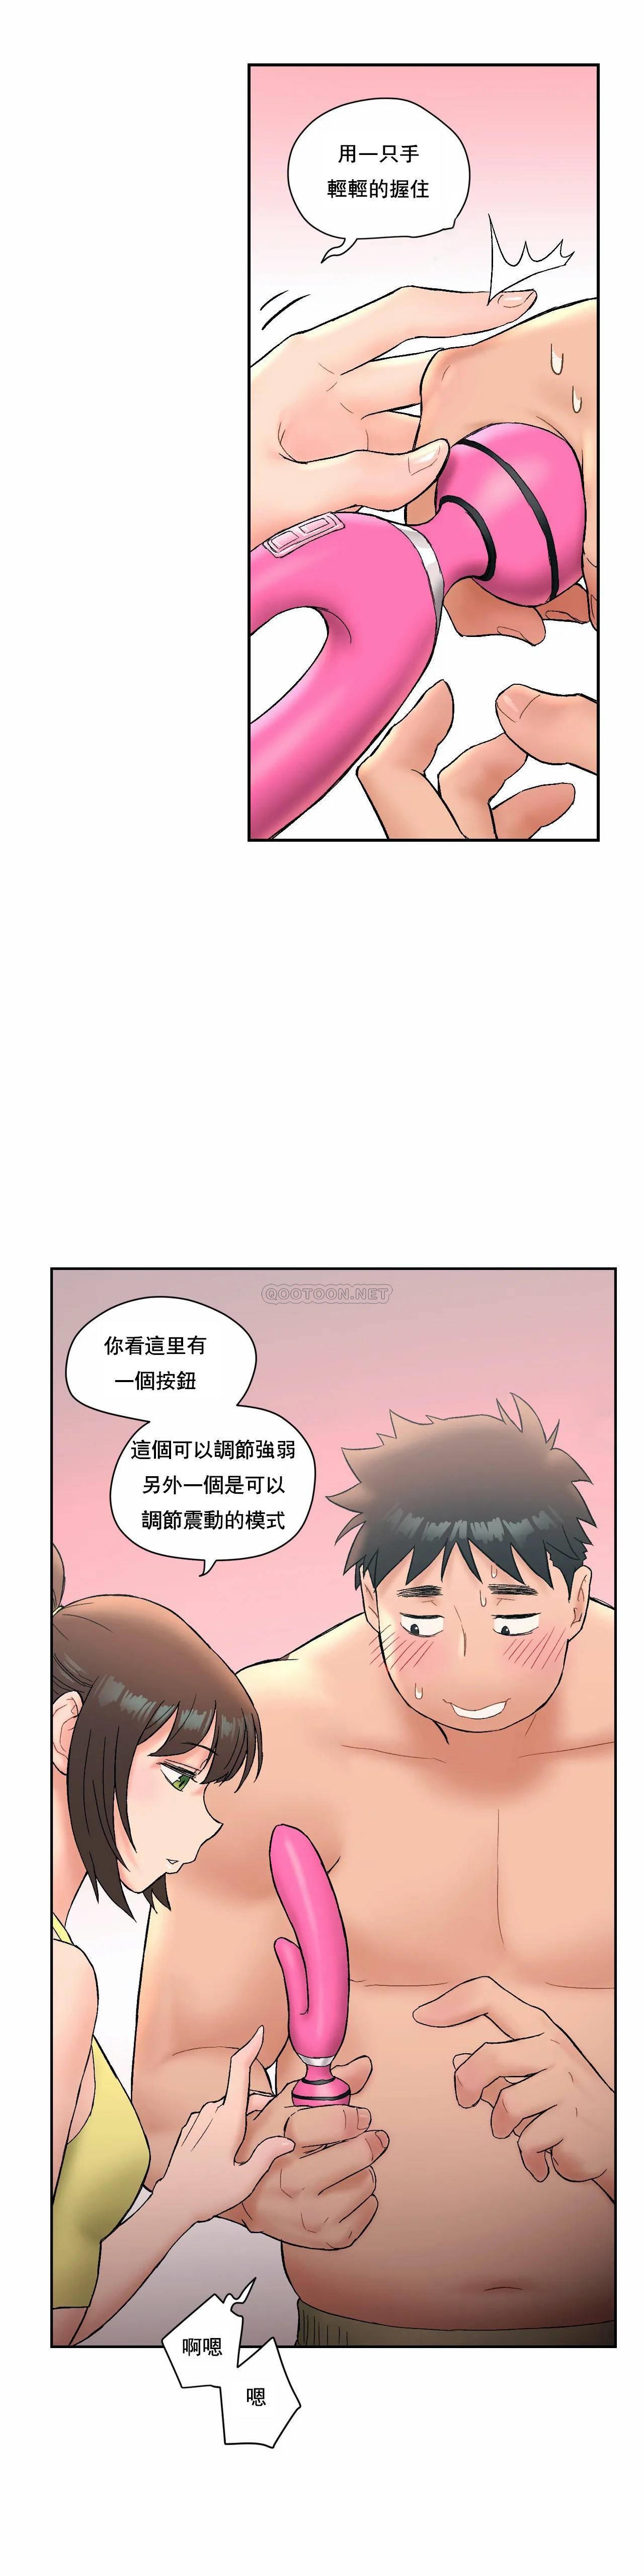 用一只手
輕輕的握住
QOOTOON.NET
你看這里有
一個按鈕
這個可以調節強弱
另外一個是可以
調節震動的模式
啊嗯
嗯